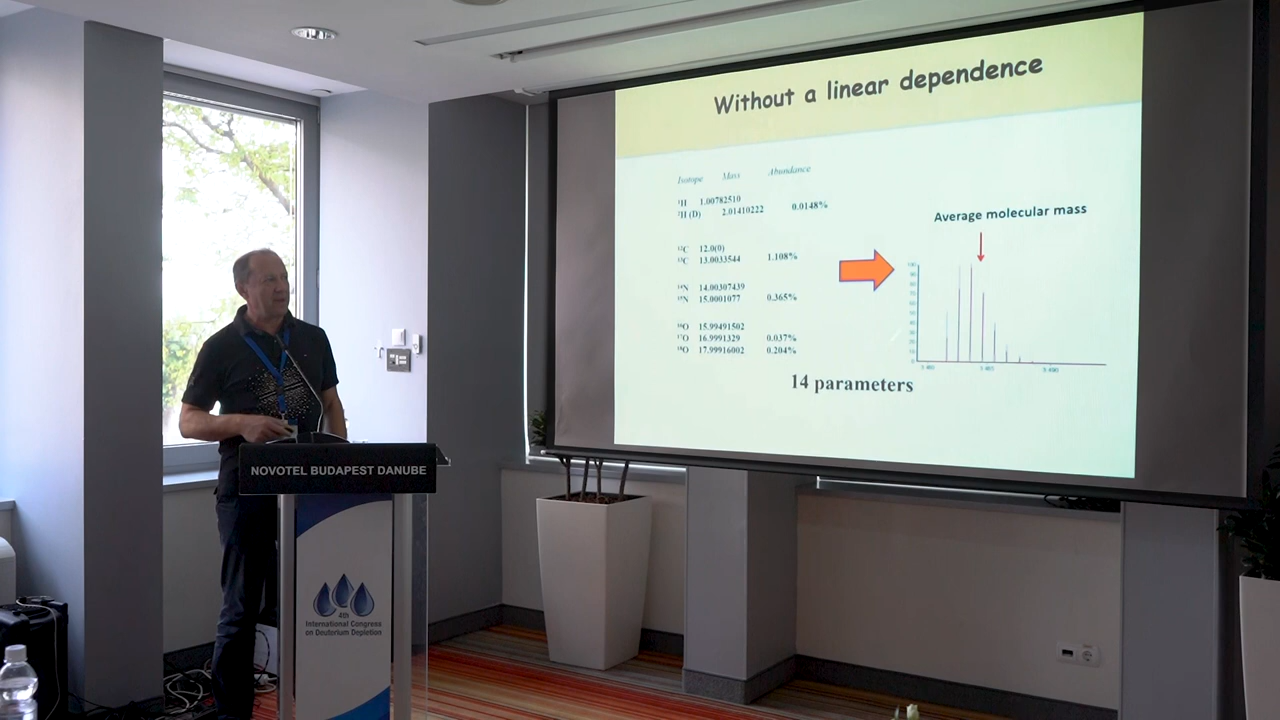 Without a linear dependence
Isotope Mass Abundance
¹H 1.00782510
²H (D) 2.01410222 0.0148%
¹²C 12.0(0)
¹³C 13.0033544 1.108%
¹⁴N 14.00307439
¹⁵N 15.0001077 0.365%
¹⁶O 15.99491502
¹⁷O 16.9991329 0.037%
¹⁸O 17.99916002 0.204%
Average molecular mass
14 parameters
NOVOTEL BUDAPEST DANUBE
4th
International Congress
on Deuterium Depletion